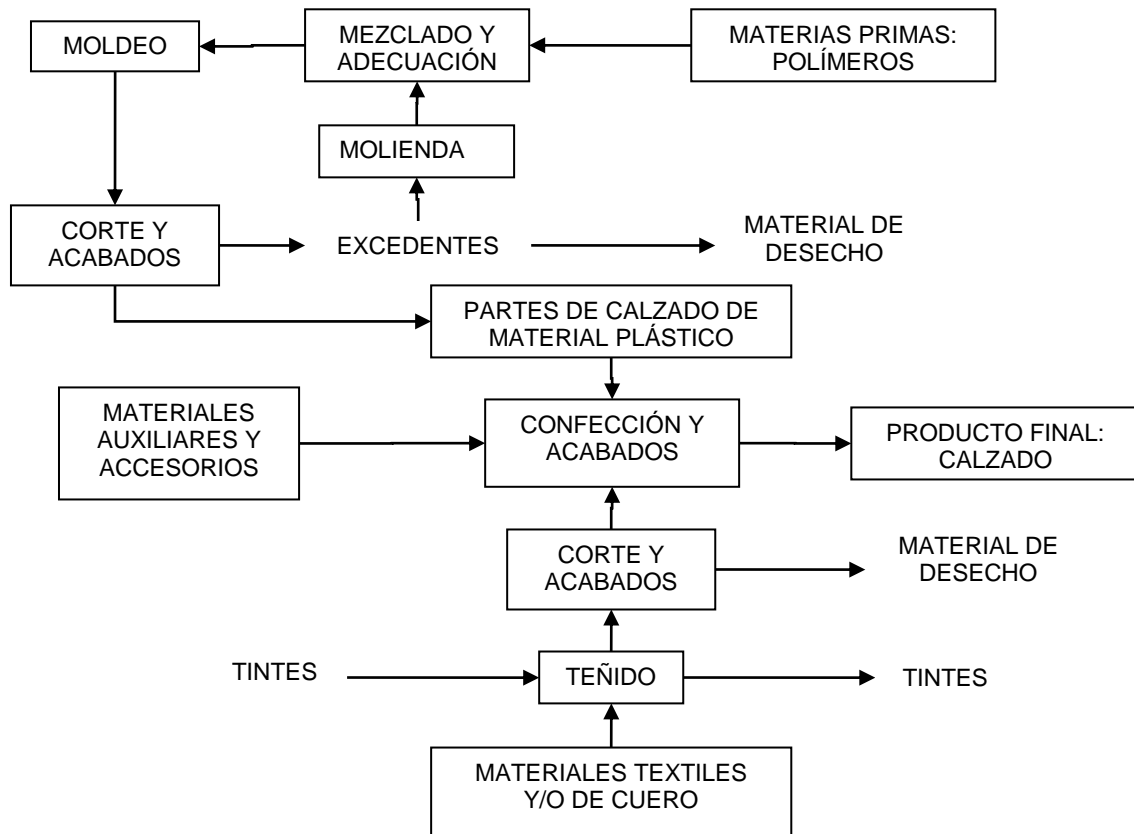 MOLDEO
MEZCLADO Y
ADECUACIÓN
MATERIAS PRIMAS:
POLÍMEROS
MOLIENDA
CORTE Y
ACABADOS
EXCEDENTES
MATERIAL DE
DESECHO
PARTES DE CALZADO DE
MATERIAL PLÁSTICO
MATERIALES
AUXILIARES Y
ACCESORIOS
CONFECCIÓN Y
ACABADOS
PRODUCTO FINAL:
CALZADO
CORTE Y
ACABADOS
MATERIAL DE
DESECHO
TINTES
TEÑIDO
TINTES
MATERIALES TEXTILES
Y/O DE CUERO